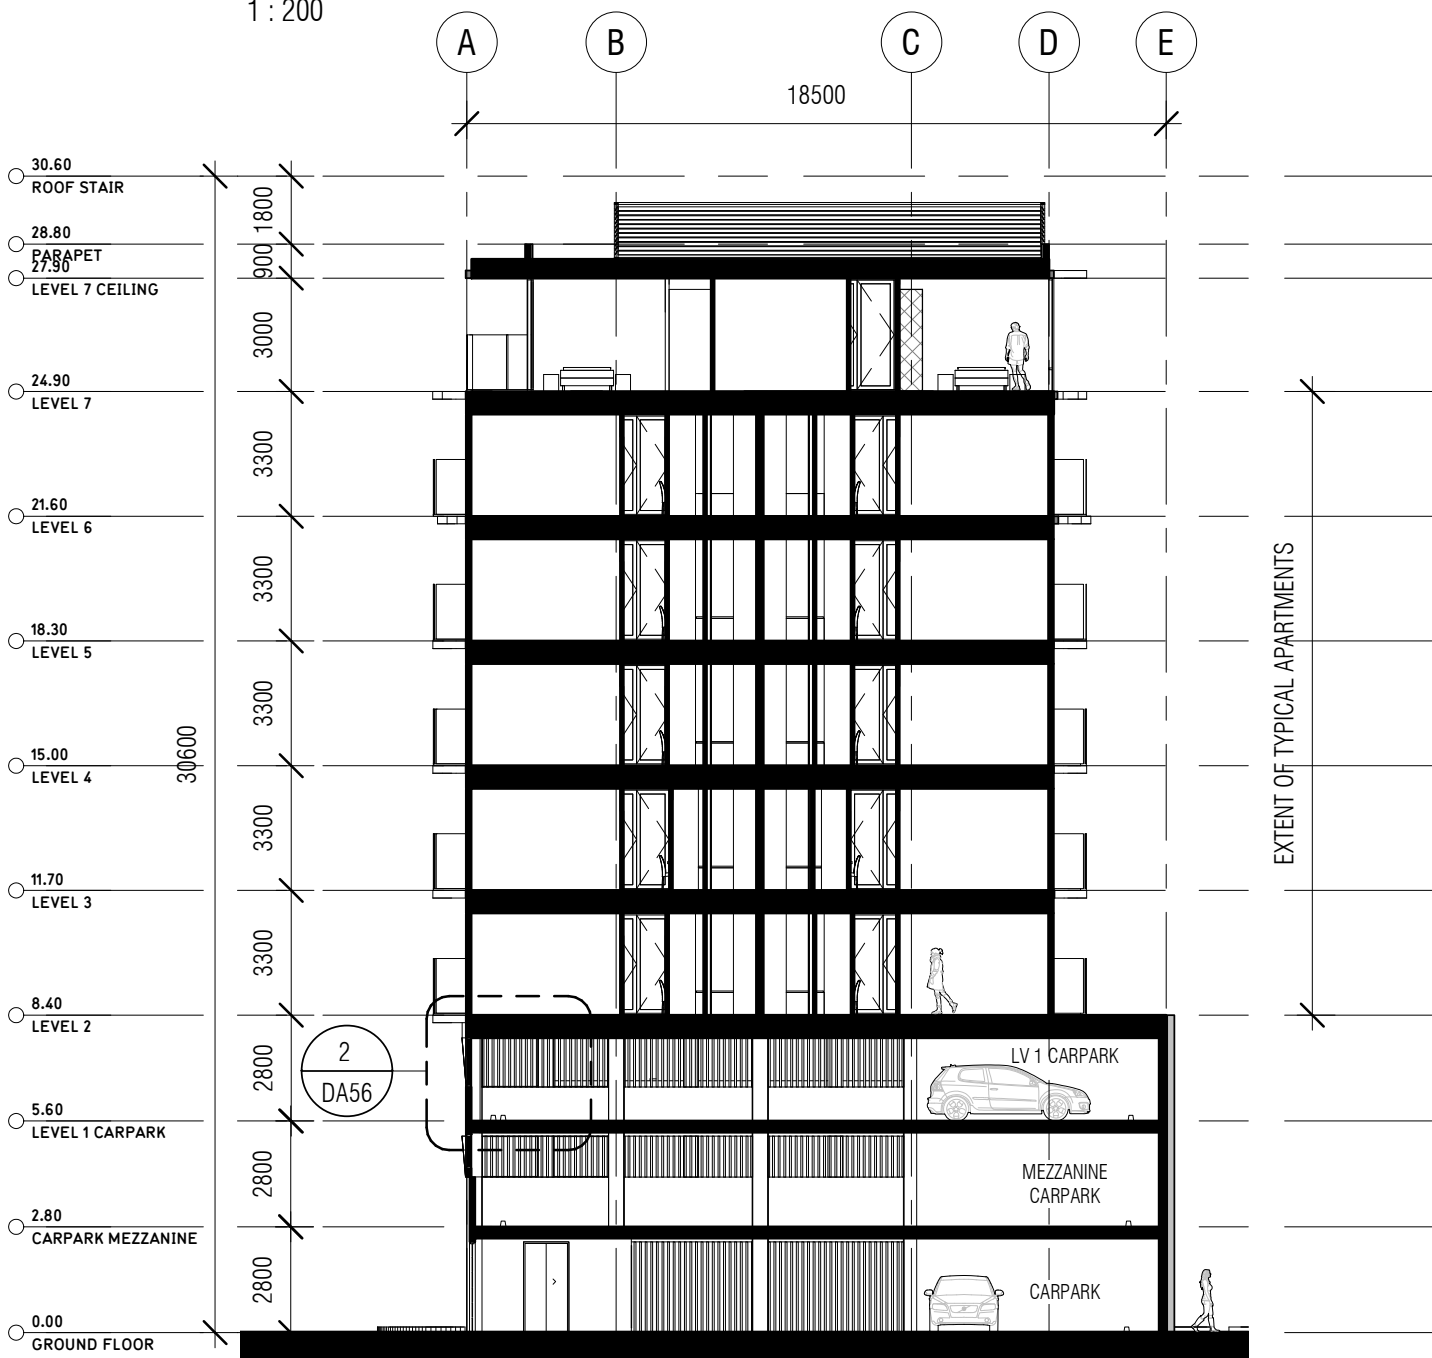 1 : 200
A
B
C
D
E
18500
30.60
ROOF STAIR
1800
28.80
PARAPET
900
27.90
LEVEL 7 CEILING
3000
24.90
LEVEL 7
3300
21.60
LEVEL 6
3300
18.30
LEVEL 5
3300
30600
15.00
LEVEL 4
3300
11.70
LEVEL 3
3300
EXTENT OF TYPICAL APARTMENTS
8.40
LEVEL 2
2
DA56
2800
LV 1 CARPARK
5.60
LEVEL 1 CARPARK
2800
MEZZANINE
CARPARK
2.80
CARPARK MEZZANINE
2800
CARPARK
0.00
GROUND FLOOR